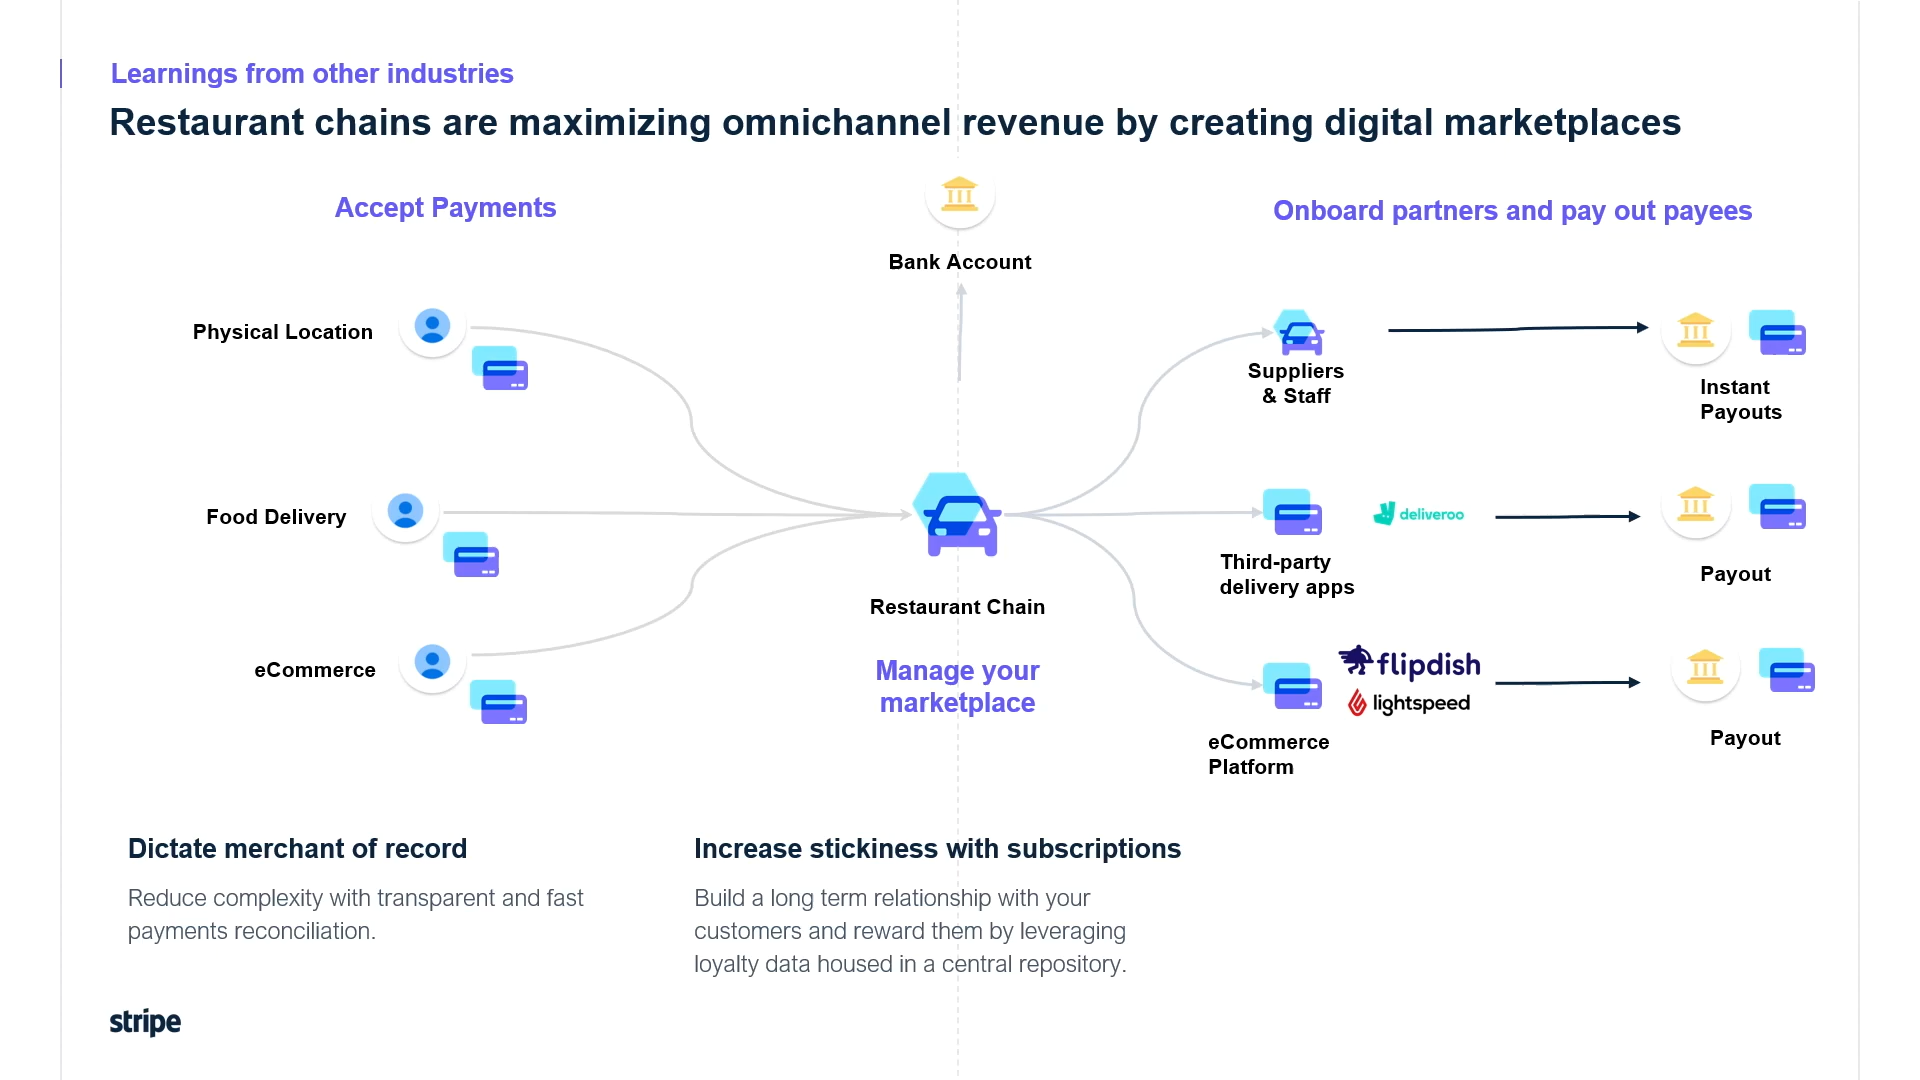 Learnings from other industries
Restaurant chains are maximizing omnichannel revenue by creating digital marketplaces
Accept Payments
Bank Account
Onboard partners and pay out payees
Physical Location
Suppliers
& Staff
Instant
Payouts
Food Delivery
deliveroo
Third-party
delivery apps
Payout
Restaurant Chain
eCommerce
Manage your
marketplace
flipdish
lightspeed
eCommerce
Platform
Payout
Dictate merchant of record
Reduce complexity with transparent and fast
payments reconciliation.
Increase stickiness with subscriptions
Build a long term relationship with your
customers and reward them by leveraging
loyalty data housed in a central repository.
stripe